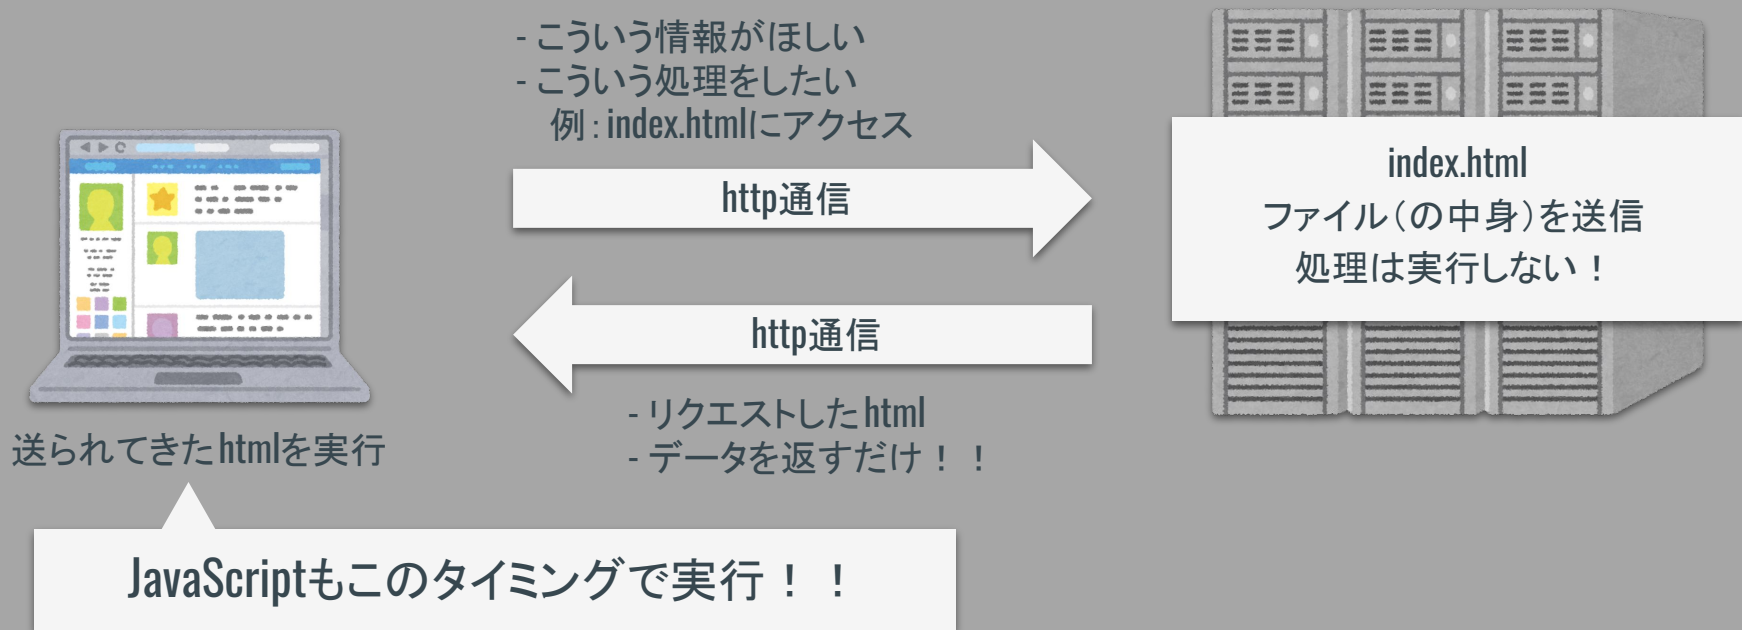 - こういう情報がほしい
- こういう処理をしたい
例：index.htmlにアクセス
http通信
index.html
ファイル（の中身）を送信
処理は実行しない！
http通信
- リクエストしたhtml
- データを返すだけ！！
送られてきたhtmlを実行
JavaScriptもこのタイミングで実行！！